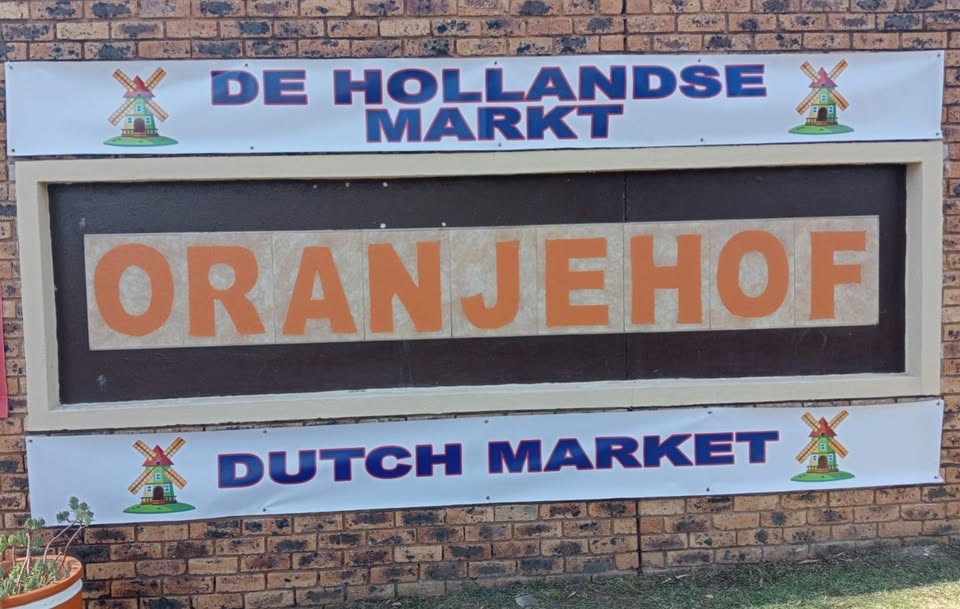 DE HOLLANDSE
MARKT
ORANJEHOF
DUTCH MARKET